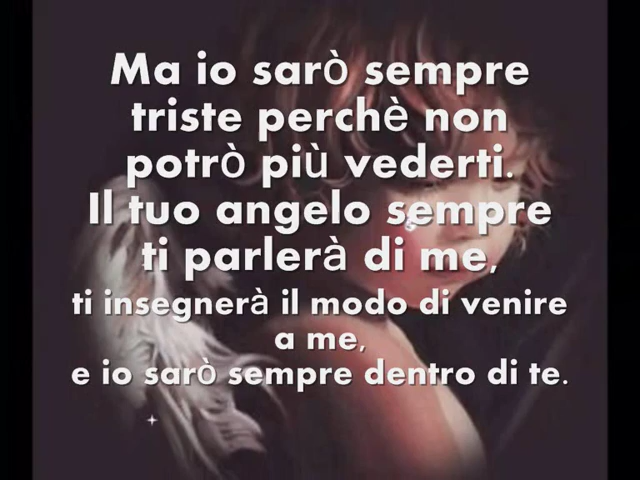 Ma io sarò sempre
triste perchè non
potrò più vederti.
Il tuo angelo sempre
ti parlerà di me,
ti insegnerà il modo di venire
a me,
e io sarò sempre dentro di te.